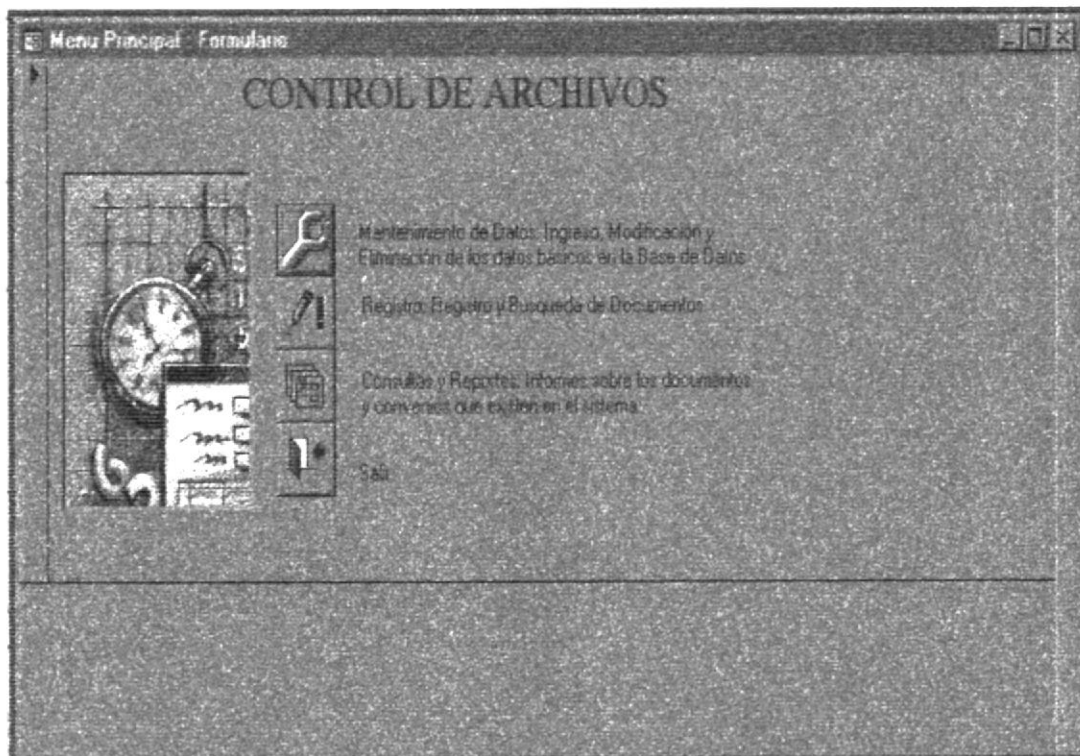 Menu Principal : Formulario
CONTROL DE ARCHIVOS
Mantenimiento de Datos: Ingreso, Modificación y
Eliminación de los datos básicos en la Base de Datos
Registro: Registro y Busqueda de Documentos
Consultas y Reportes: Informes sobre los documentos
y convenios que existen en el sistema.
Salir